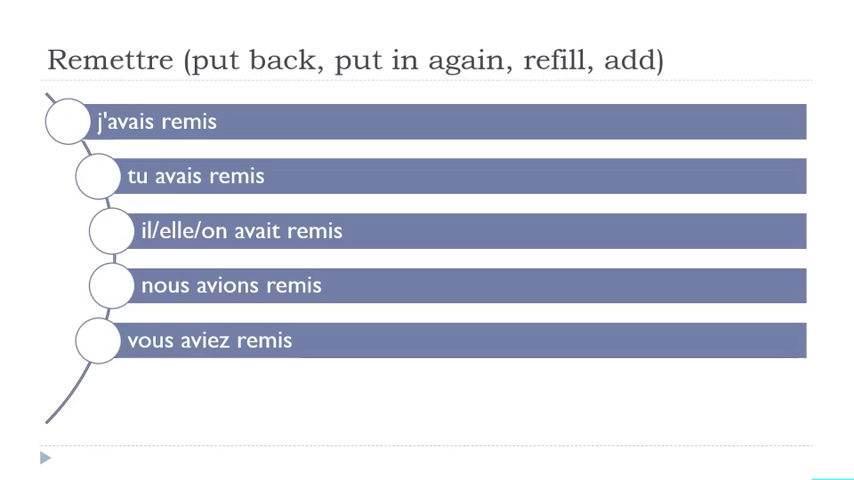 Remettre (put back, put in again, refill, add)
j'avais remis
tu avais remis
il/elle/on avait remis
nous avions remis
vous aviez remis